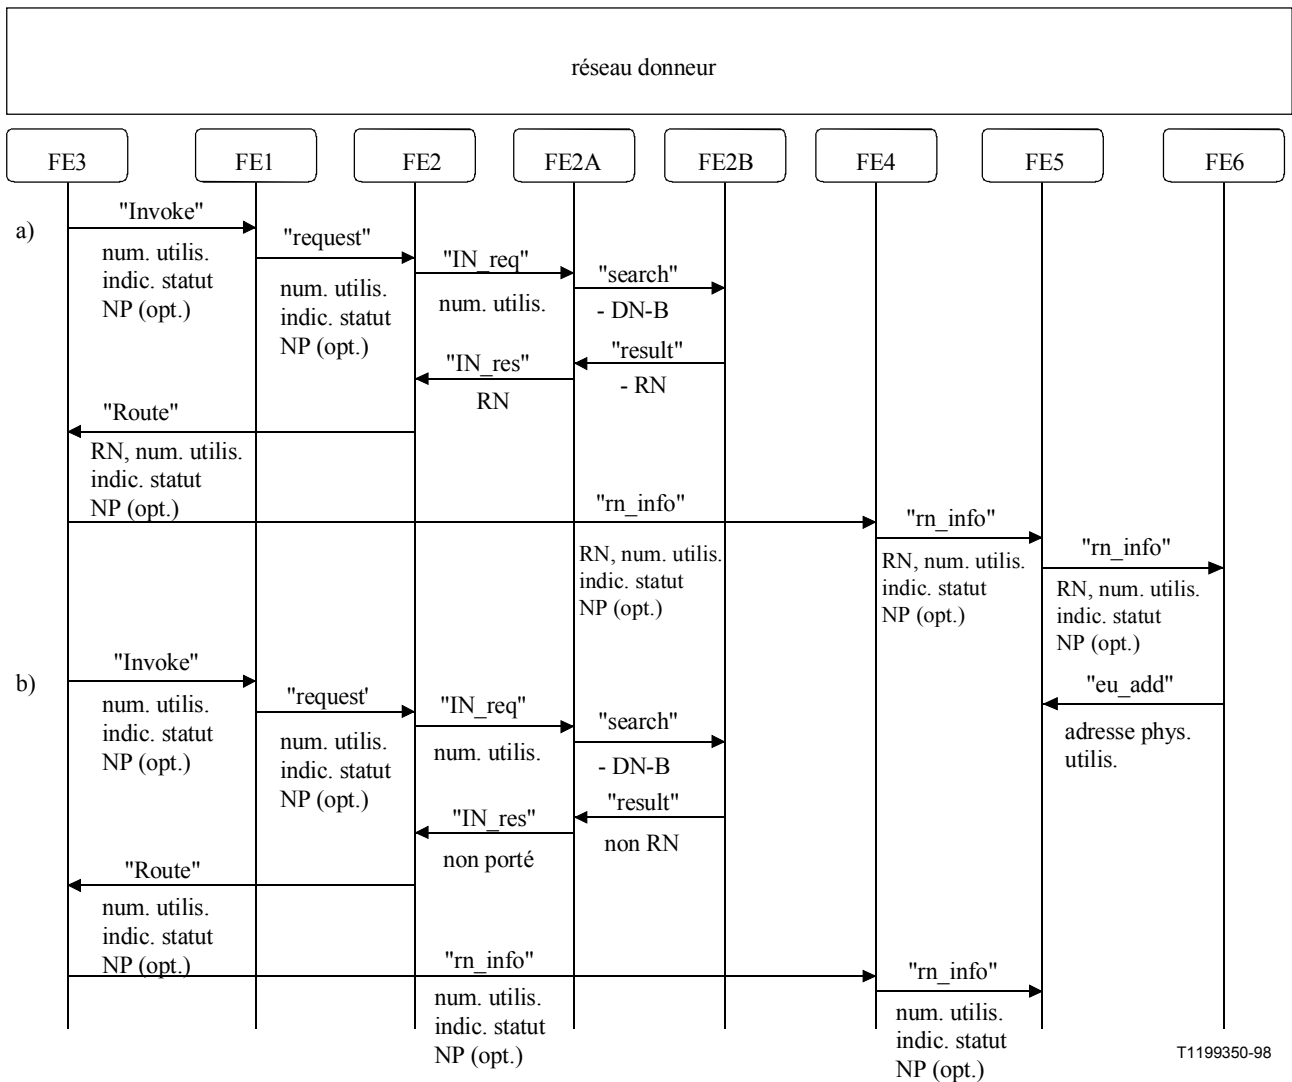 réseau donneur
FE3 FE1 FE2 FE2A FE2B FE4 FE5 FE6
a)
"Invoke"
num. utilis.
indic. statut
NP (opt.)
"request"
num. utilis.
indic. statut
NP (opt.)
"IN_req"
num. utilis.
"search"
- DN-B
"result"
- RN
"IN_res"
RN
"Route"
RN, num. utilis.
indic. statut
NP (opt.)
"rn_info"
RN, num. utilis.
indic. statut
NP (opt.)
"rn_info"
RN, num. utilis.
indic. statut
NP (opt.)
"rn_info"
RN, num. utilis.
indic. statut
NP (opt.)
"eu_add"
adresse phys.
utilis.
b)
"Invoke"
num. utilis.
indic. statut
NP (opt.)
"request'
num. utilis.
indic. statut
NP (opt.)
"IN_req"
num. utilis.
"search"
- DN-B
"result"
non RN
"IN_res"
non porté
"Route"
num. utilis.
indic. statut
NP (opt.)
"rn_info"
num. utilis.
indic. statut
NP (opt.)
"rn_info"
num. utilis.
indic. statut
NP (opt.)
T1199350-98